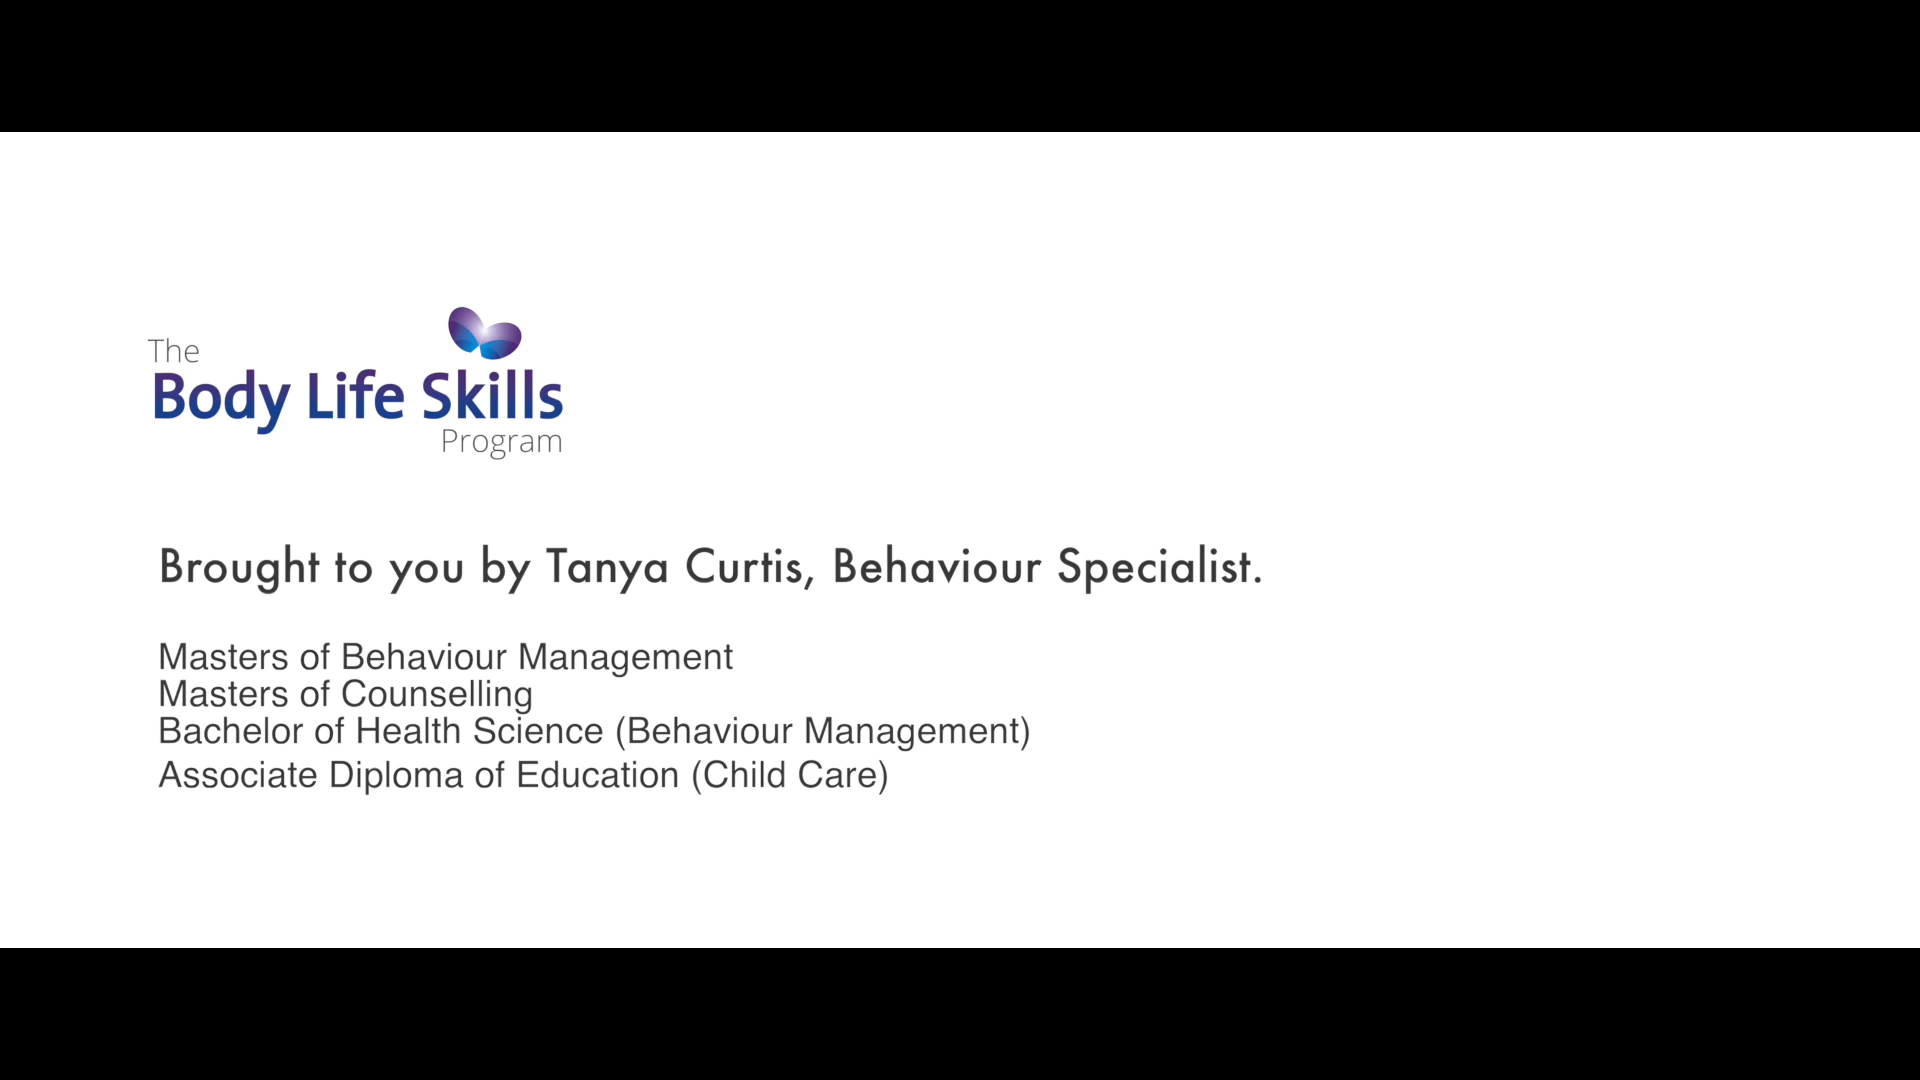 The
Body Life Skills
Program
Brought to you by Tanya Curtis, Behaviour Specialist.
Masters of Behaviour Management
Masters of Counselling
Bachelor of Health Science (Behaviour Management)
Associate Diploma of Education (Child Care)